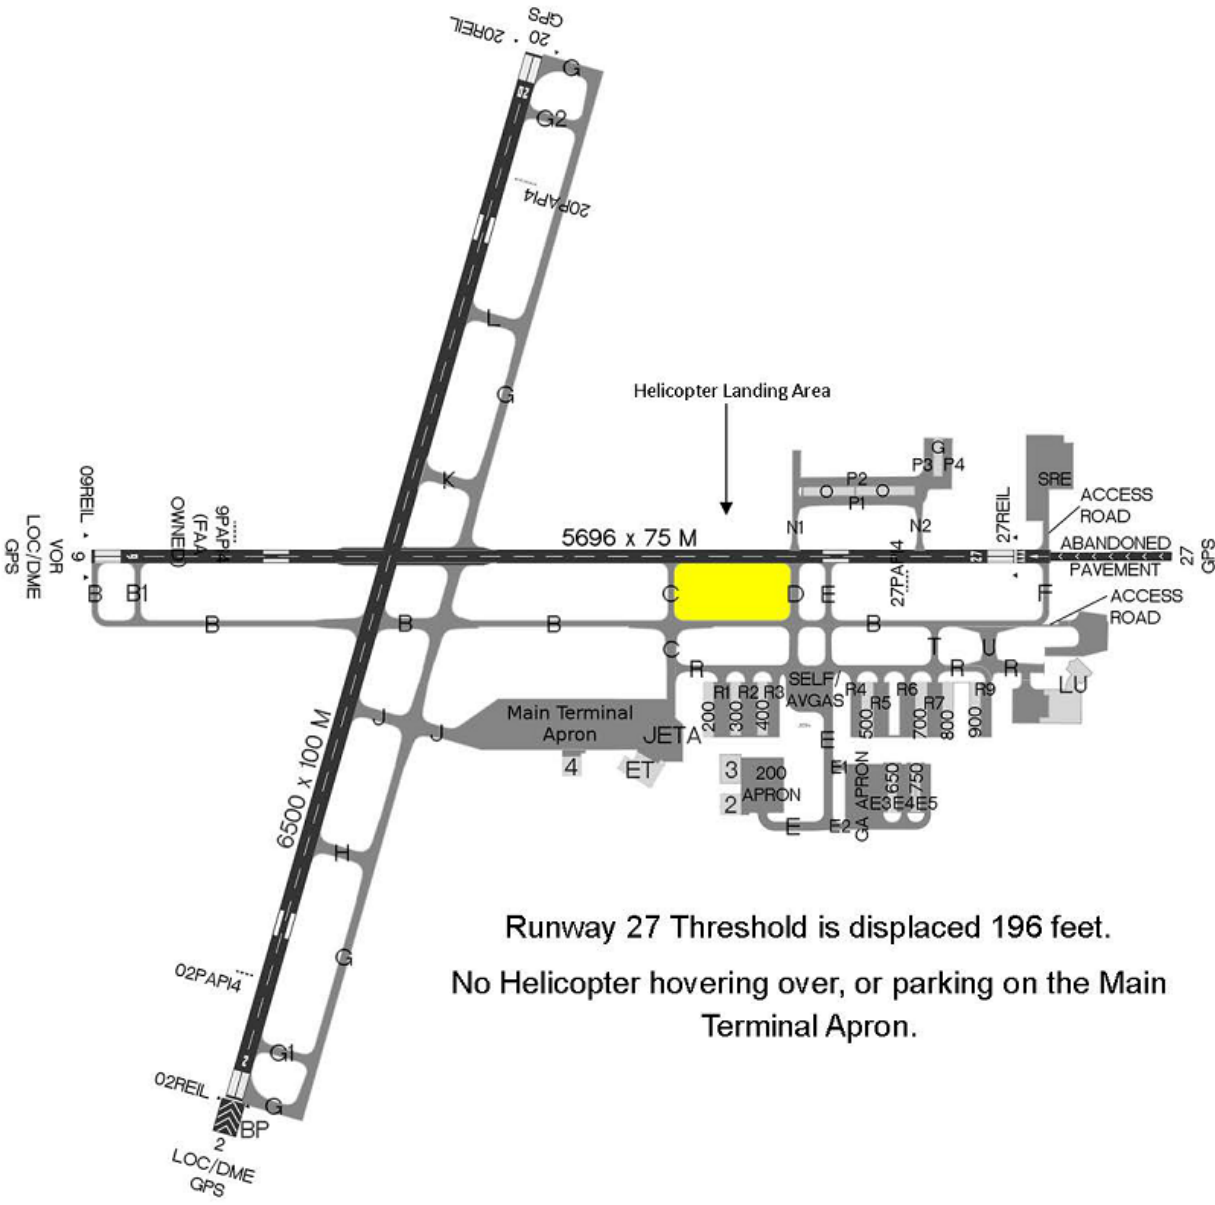 GPS
20
20REIL
G
02
G2
20PAPI4
L
G
Helicopter Landing Area
K
G
P3
P4
P2
O
O
P1
SRE
ACCESS
ROAD
09REIL
9PAPI4
(FAA
OWNED)
N1
N2
27REIL
5696 x 75 M
ABANDONED
PAVEMENT
VOR
LOC/DME
GPS
9
9
27
27
GPS
B
B1
C
D
E
27PAPI4
F
ACCESS
ROAD
B
B
B
B
C
T
U
R
R
R
SELF/
AVGAS
R1
R2
R3
R4
R5
R6
R7
R9
LU
200
300
400
500
700
800
900
J
J
Main Terminal
Apron
JETA
E
4
ET
3
2
200
APRON
E1
GA APRON
650
750
E3
E4
E5
E
E2
6500 x 100 M
H
G
02PAPI4
Runway 27 Threshold is displaced 196 feet.
No Helicopter hovering over, or parking on the Main
Terminal Apron.
2
G1
02REIL
G
BP
2
LOC/DME
GPS